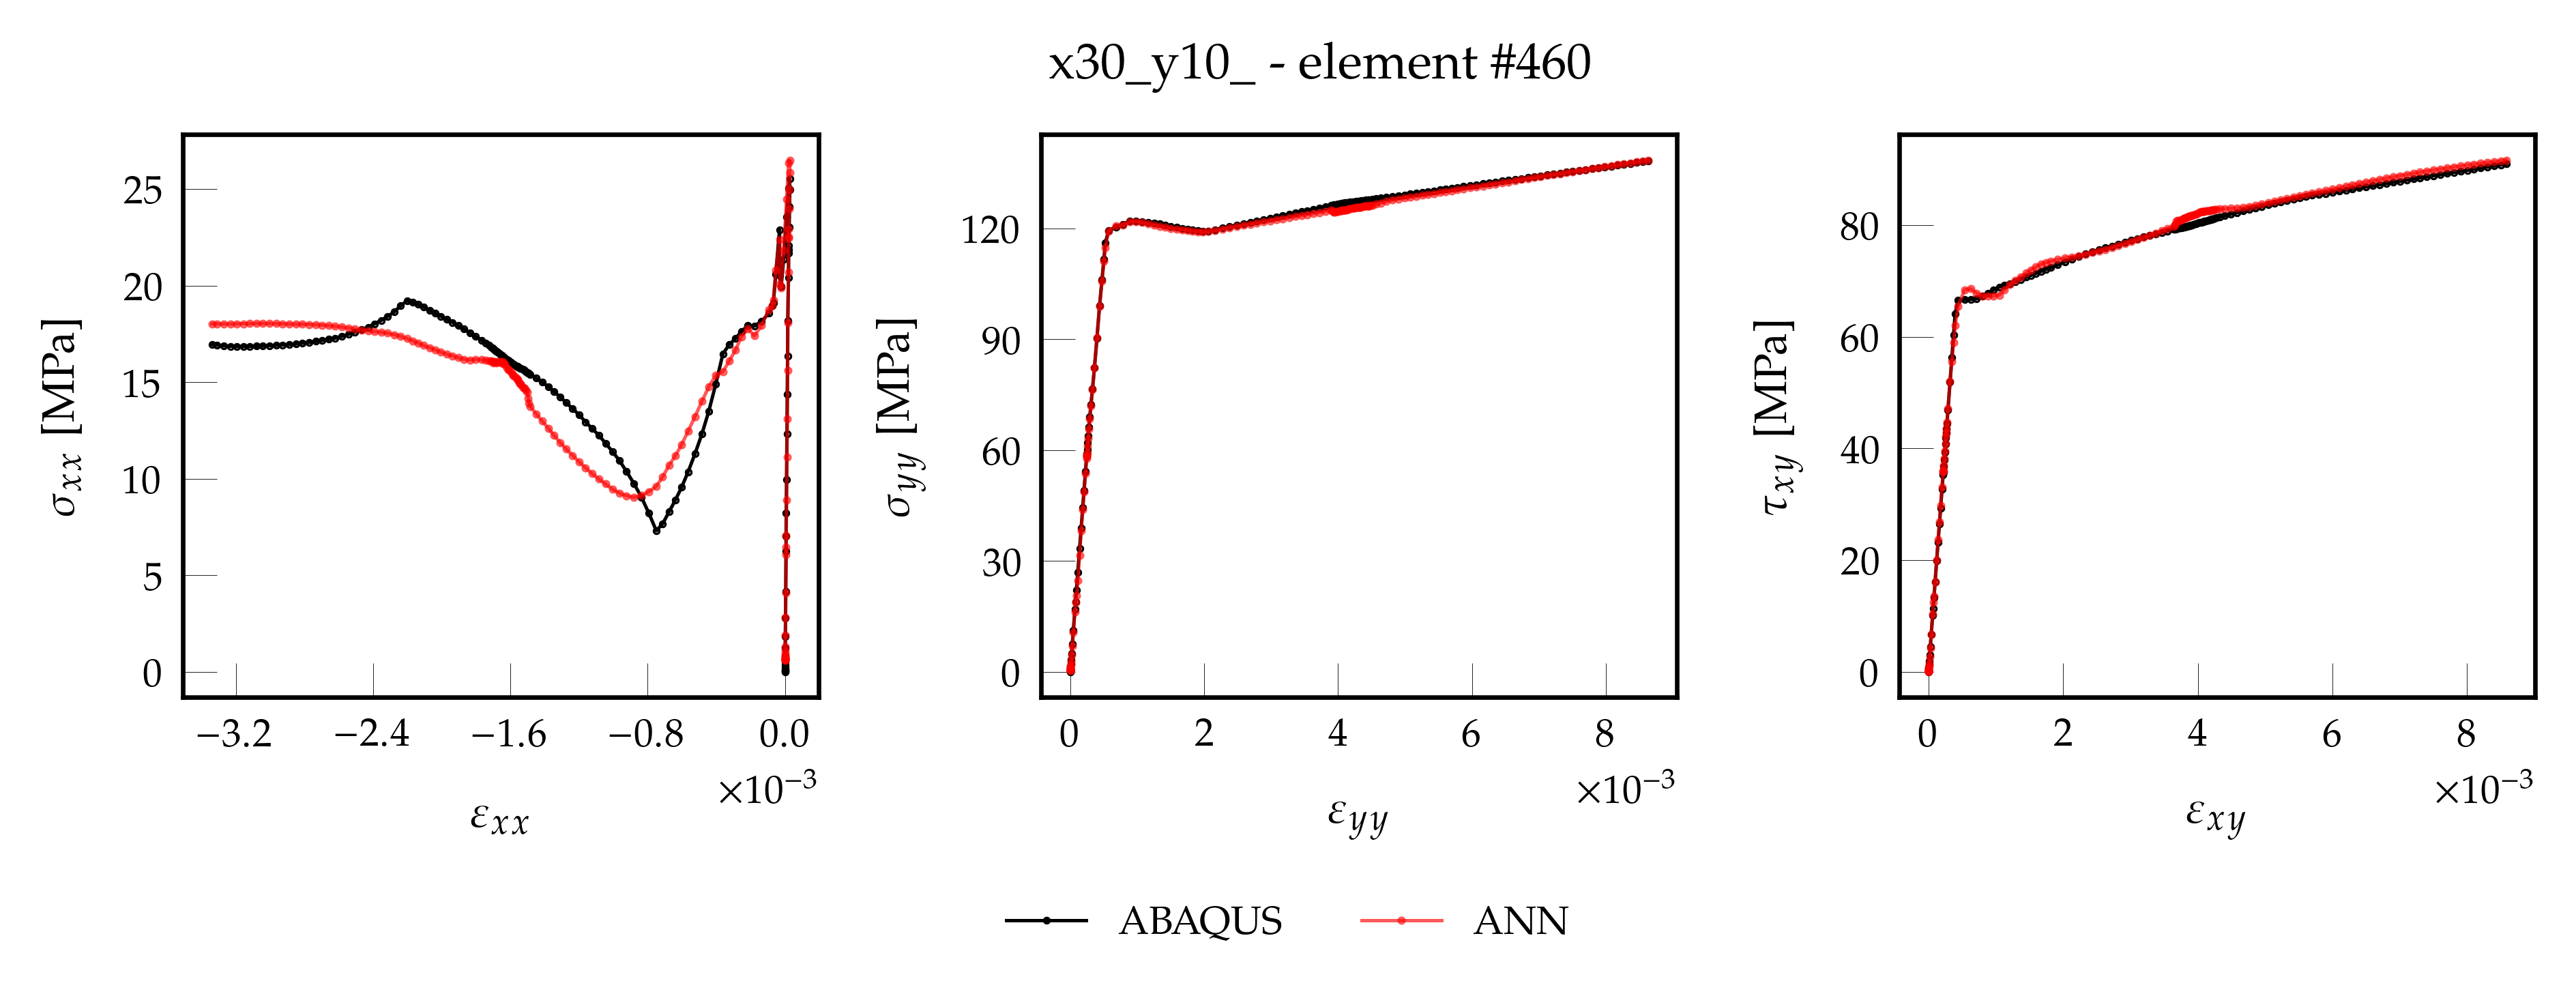 x30_y10_ - element #460
σxx [MPa]
25
20
15
10
5
0
−3.2 −2.4 −1.6 −0.8 0.0
×10⁻³
εxx
σyy [MPa]
120
90
60
30
0
0 2 4 6 8
×10⁻³
εyy
τxy [MPa]
80
60
40
20
0
0 2 4 6 8
×10⁻³
εxy
ABAQUS ANN